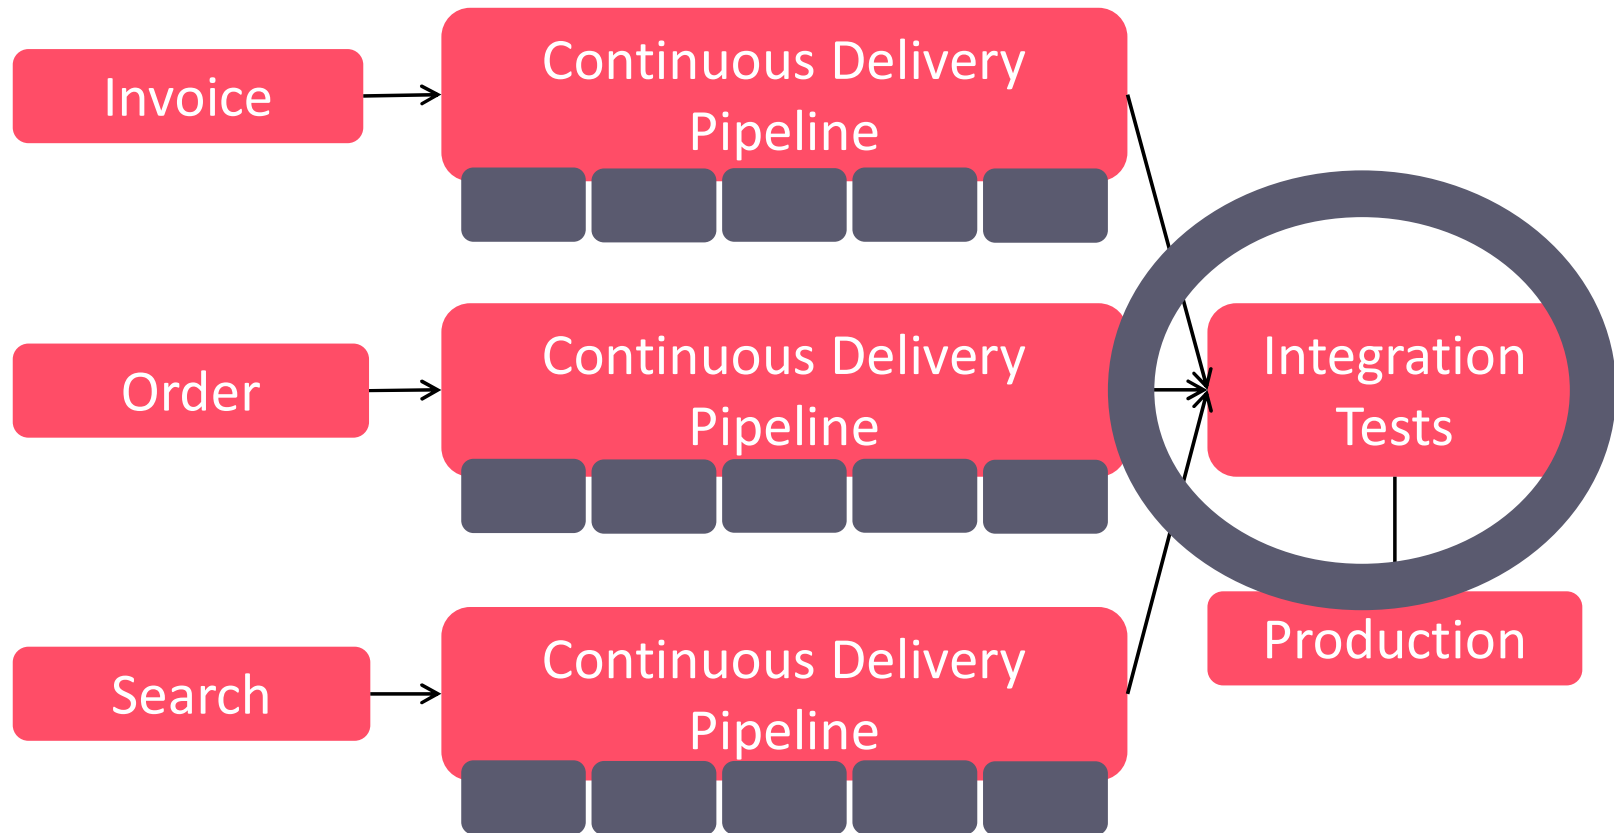 Invoice
Continuous Delivery
Pipeline
Order
Continuous Delivery
Pipeline
Integration
Tests
Search
Continuous Delivery
Pipeline
Production